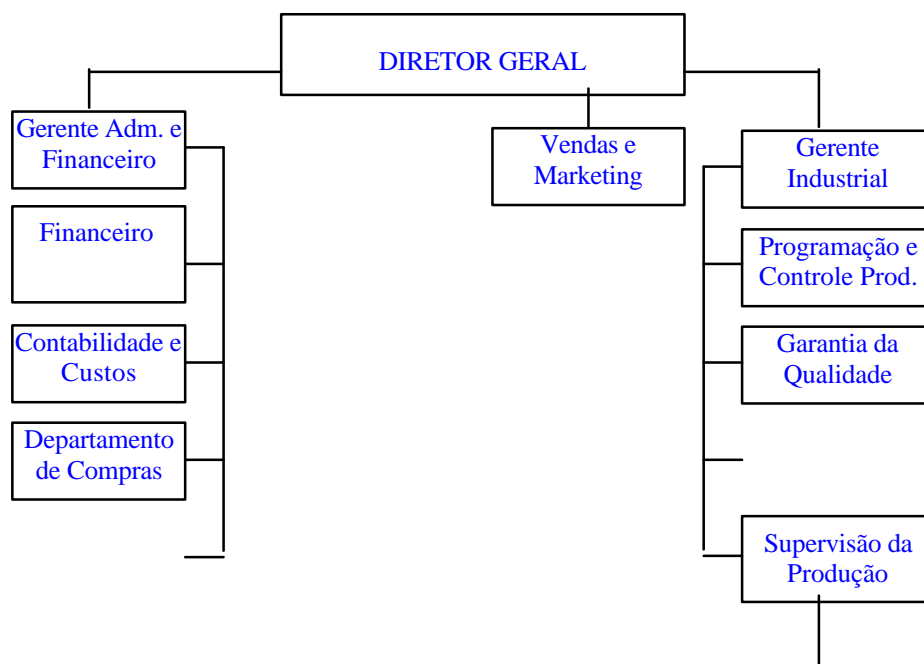 DIRETOR GERAL
Gerente Adm. e
Financeiro
Vendas e
Marketing
Gerente
Industrial
Financeiro
Programação e
Controle Prod.
Contabilidade e
Custos
Garantia da
Qualidade
Departamento
de Compras
Supervisão da
Produção